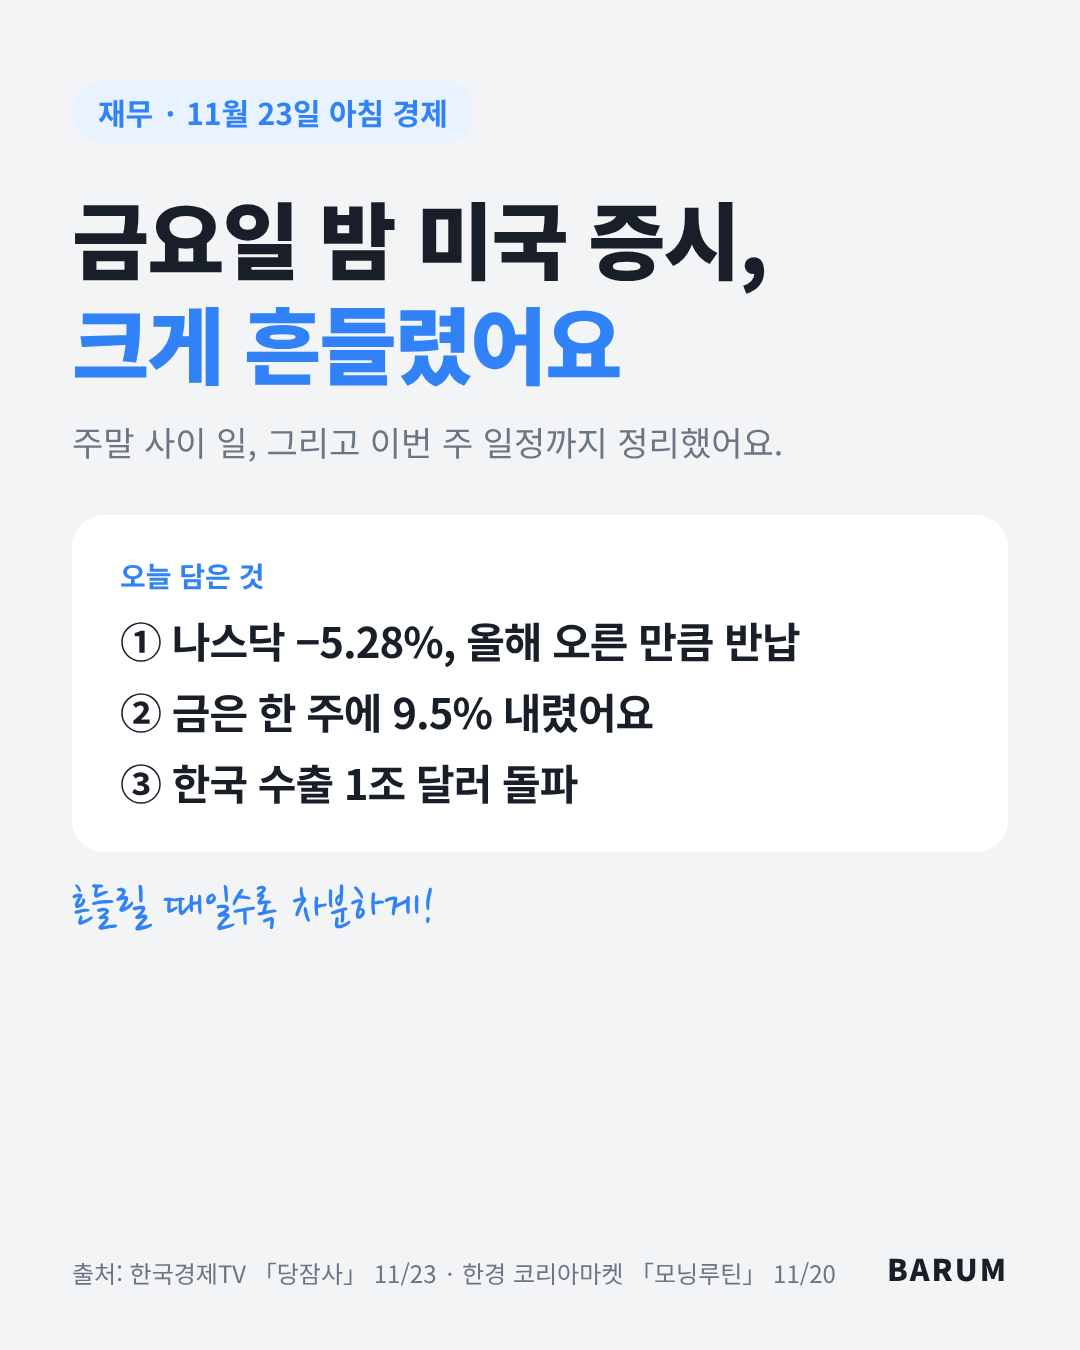 재무 · 11월 23일 아침 경제
금요일 밤 미국 증시,
크게 흔들렸어요
주말 사이 일, 그리고 이번 주 일정까지 정리했어요.
오늘 담은 것
① 나스닥 −5.28%, 올해 오른 만큼 반납
② 금은 한 주에 9.5% 내렸어요
③ 한국 수출 1조 달러 돌파
흔들릴 때일수록 차분하게!
출처: 한국경제TV 「당잠사」 11/23 · 한경 코리아마켓 「모닝루틴」 11/20
BARUM